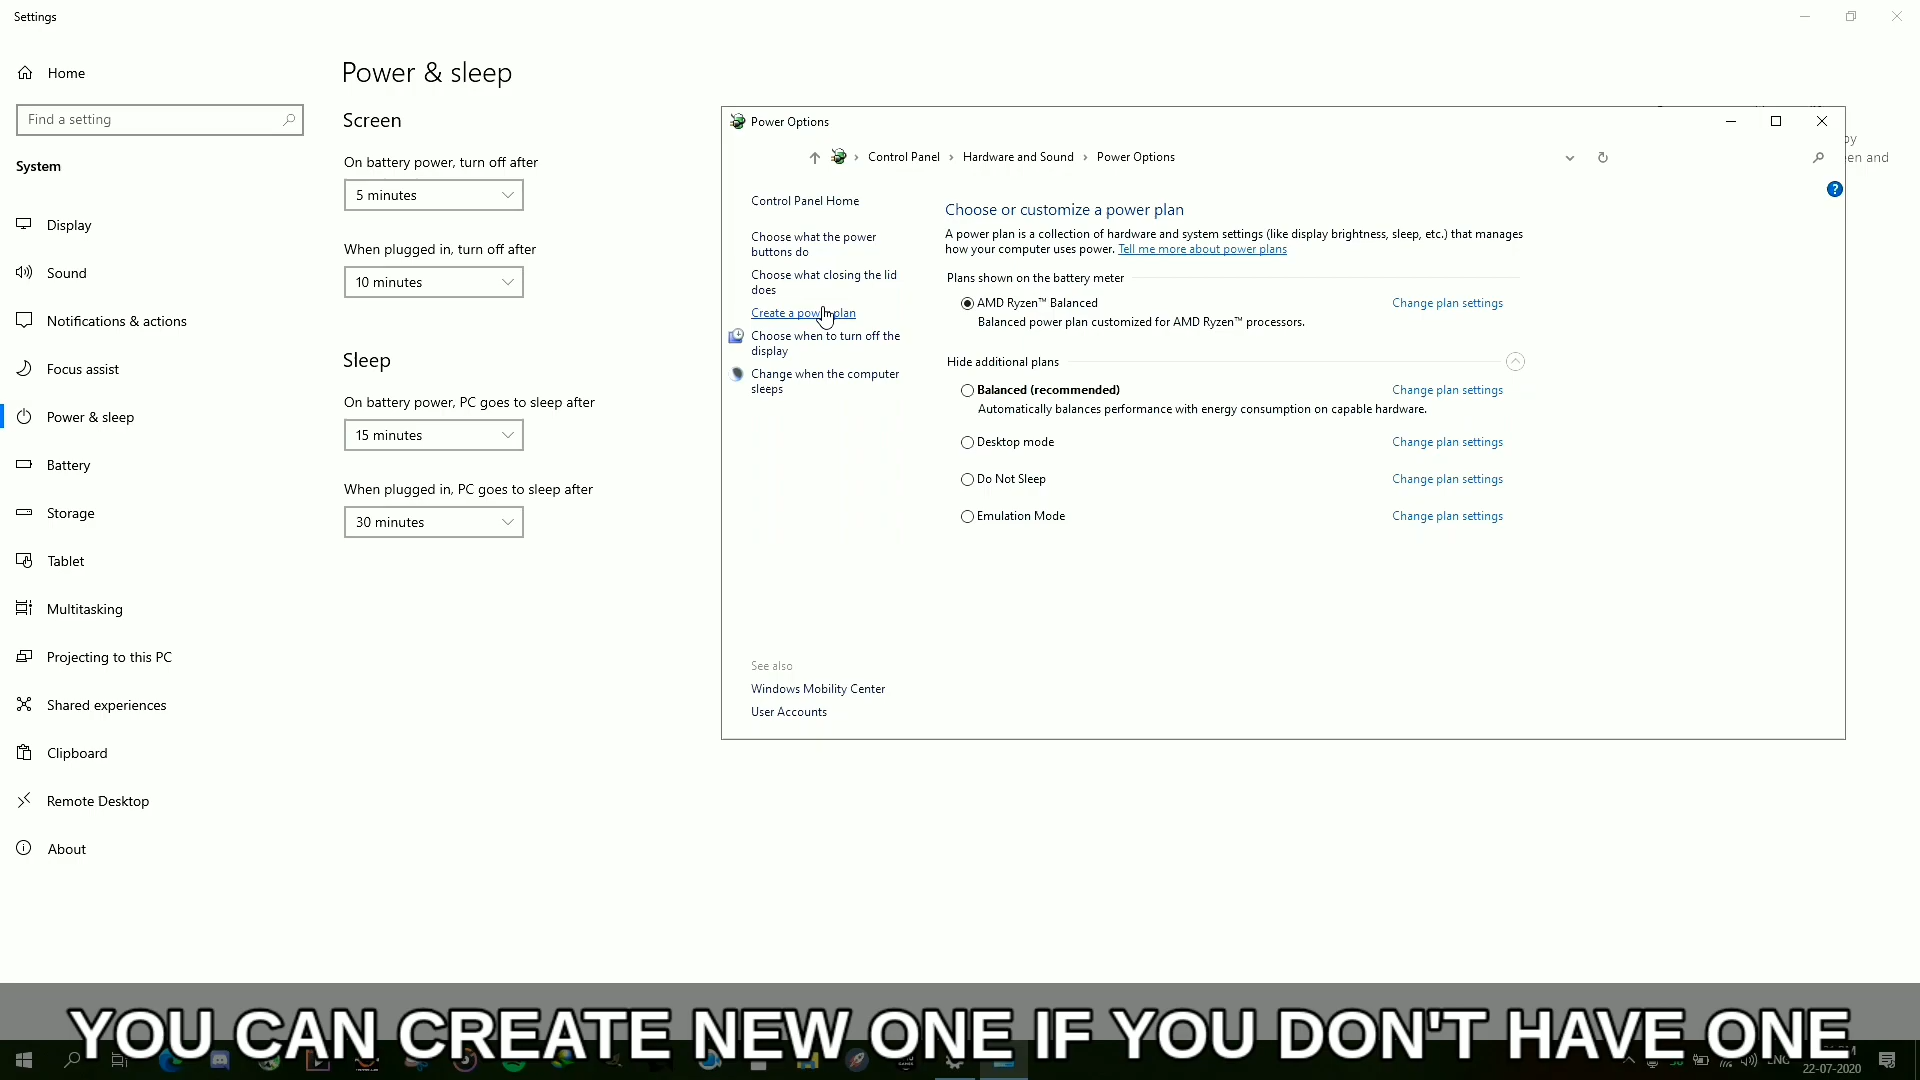 Settings
Home
Find a setting
System
Display
Sound
Notifications & actions
Focus assist
Power & sleep
Battery
Storage
Tablet
Multitasking
Projecting to this PC
Shared experiences
Clipboard
Remote Desktop
About
Power & sleep
Screen
On battery power, turn off after
5 minutes
When plugged in, turn off after
10 minutes
Sleep
On battery power, PC goes to sleep after
15 minutes
When plugged in, PC goes to sleep after
30 minutes
Power Options
Control Panel › Hardware and Sound › Power Options
Control Panel Home
Choose what the power
buttons do
Choose what closing the lid
does
Create a power plan
Choose when to turn off the
display
Change when the computer
sleeps
See also
Windows Mobility Center
User Accounts
Choose or customize a power plan
A power plan is a collection of hardware and system settings (like display brightness, sleep, etc.) that manages
how your computer uses power. Tell me more about power plans
Plans shown on the battery meter
AMD Ryzen™ Balanced Change plan settings
Balanced power plan customized for AMD Ryzen™ processors.
Hide additional plans
Balanced (recommended) Change plan settings
Automatically balances performance with energy consumption on capable hardware.
Desktop mode Change plan settings
Do Not Sleep Change plan settings
Emulation Mode Change plan settings
YOU CAN CREATE NEW ONE IF YOU DON'T HAVE ONE
ENG
22-07-2020